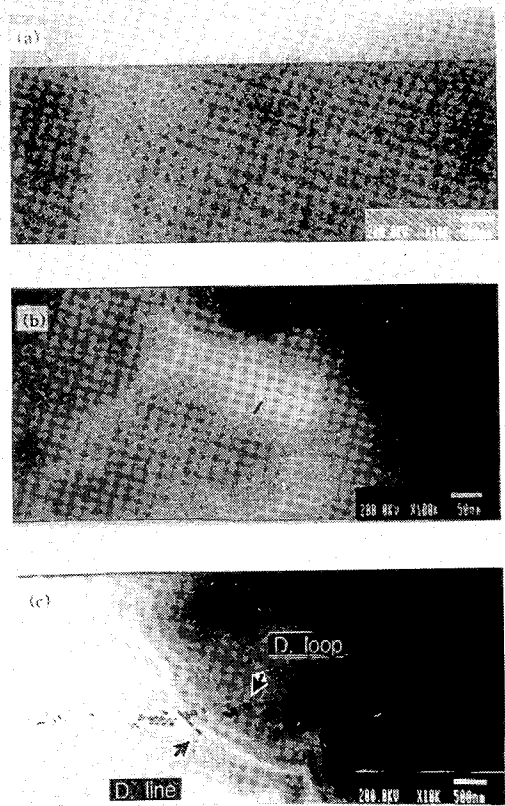 (a)
(b)
200.0KV X100K 50nm
(c)
D. loop
D. line
200.0KV X10K 500nm